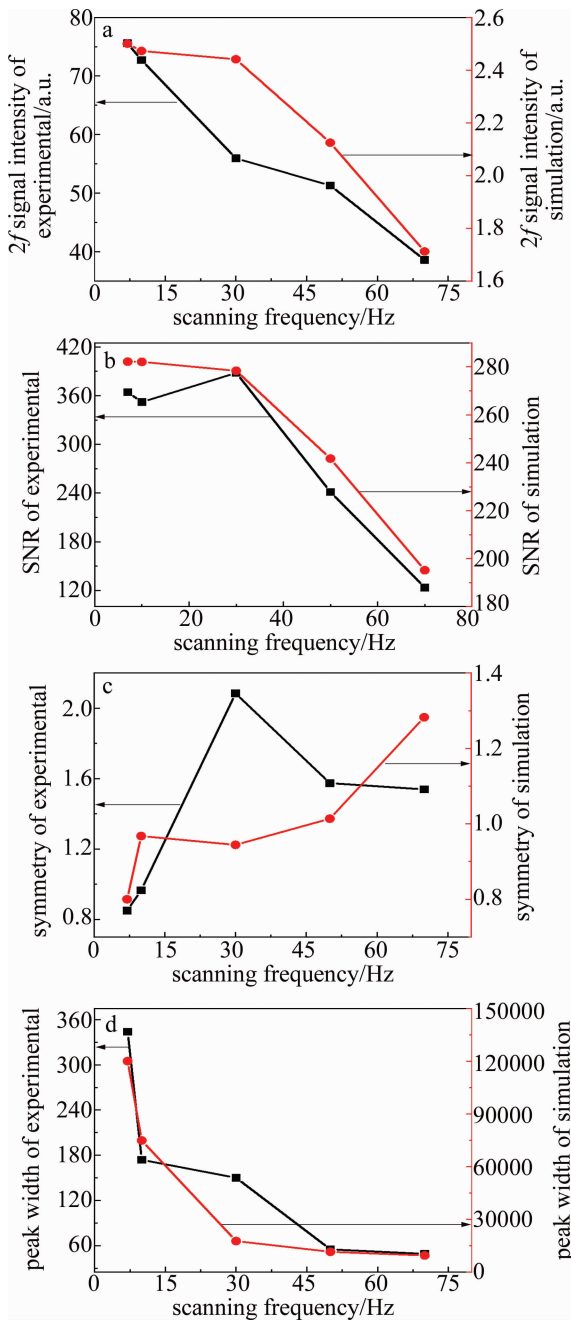 a
2f signal intensity of
experimental/a.u.
80
70
60
50
40
2.6
2.4
2.2
2.0
1.8
1.6
2f signal intensity of
simulation/a.u.
0 15 30 45 60 75
scanning frequency/Hz
b
SNR of experimental
420
360
300
240
180
120
280
260
240
220
200
180
SNR of simulation
0 20 40 60 80
scanning frequency/Hz
c
symmetry of experimental
2.0
1.6
1.2
0.8
1.4
1.2
1.0
0.8
symmetry of simulation
0 15 30 45 60 75
scanning frequency/Hz
d
peak width of experimental
360
300
240
180
120
60
150000
120000
90000
60000
30000
0
peak width of simulation
0 15 30 45 60 75
scanning frequency/Hz